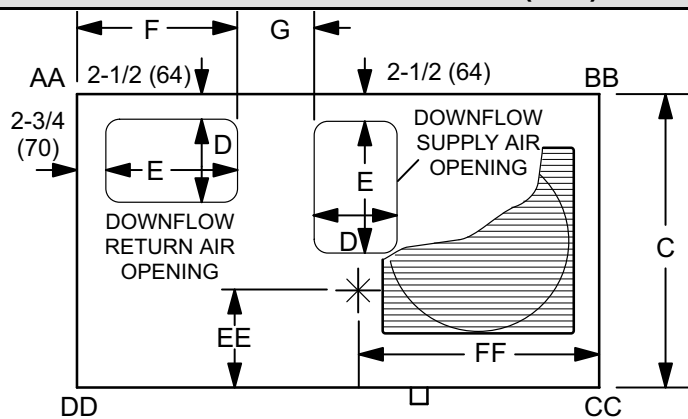 F
G
AA
2-1/2 (64)
2-1/2 (64)
BB
2-3/4
(70)
DOWNFLOW
SUPPLY AIR
OPENING
D
E
E
D
DOWNFLOW
RETURN AIR
OPENING
C
EE
FF
DD
CC